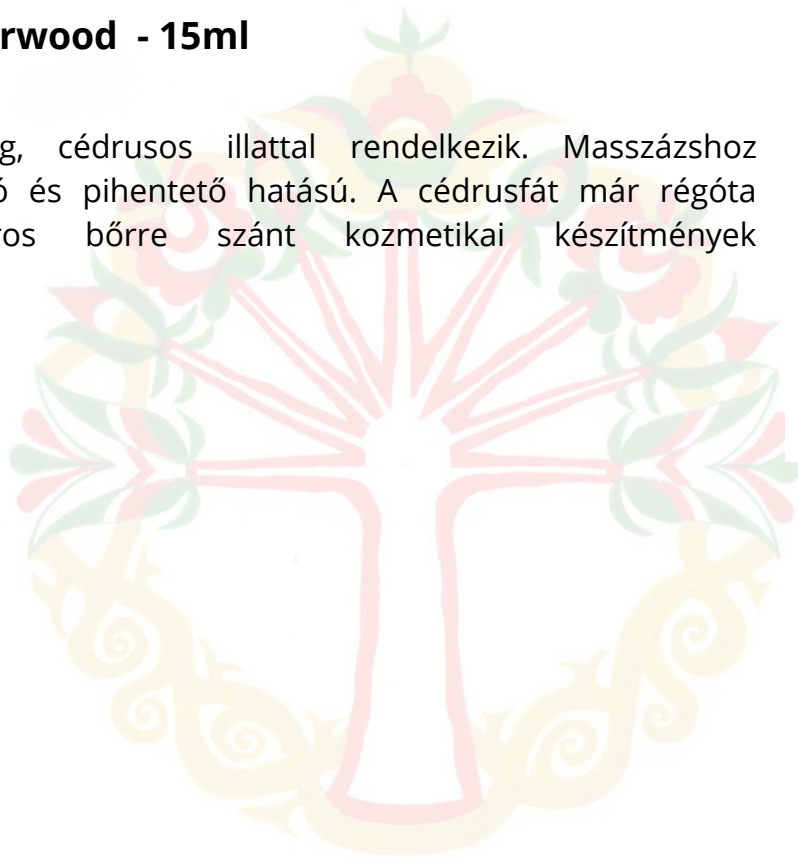 rwood - 15ml
g, cédrusos illattal rendelkezik. Masszázshoz
ó és pihentető hatású. A cédrusfát már régóta
ros bőrre szánt kozmetikai készítmények